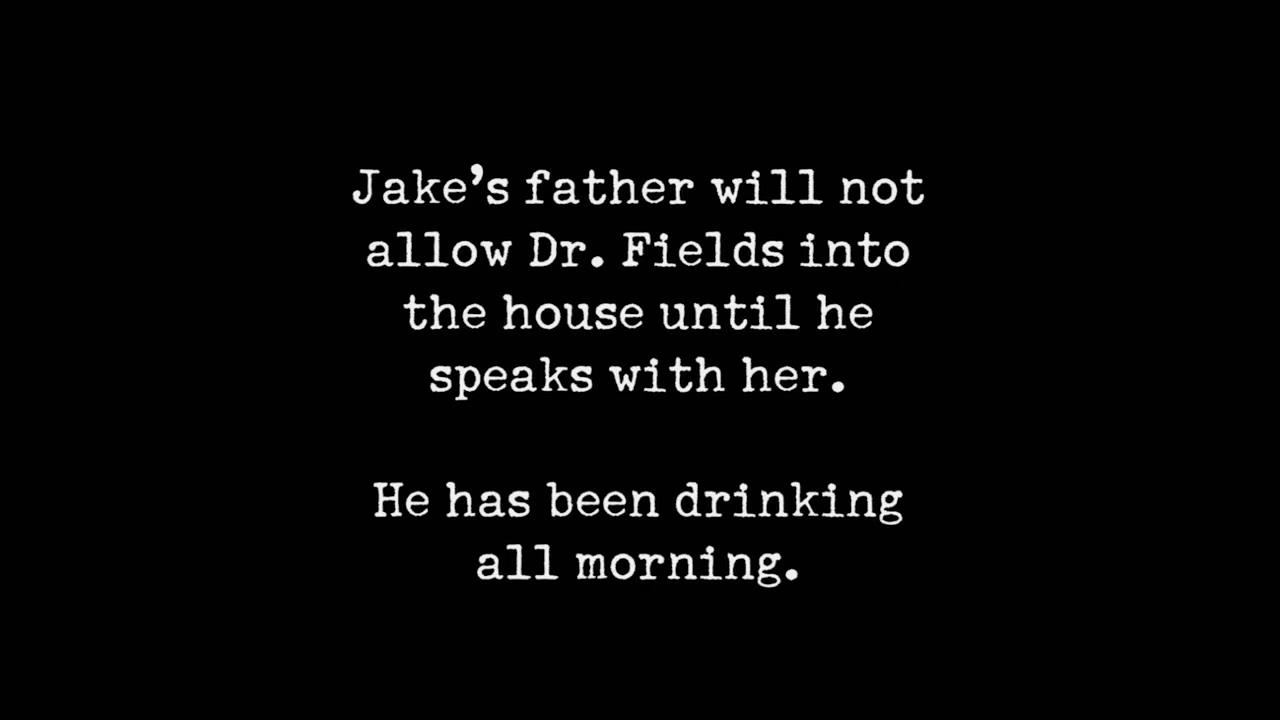 Jake’s father will not
allow Dr. Fields into
the house until he
speaks with her.
He has been drinking
all morning.